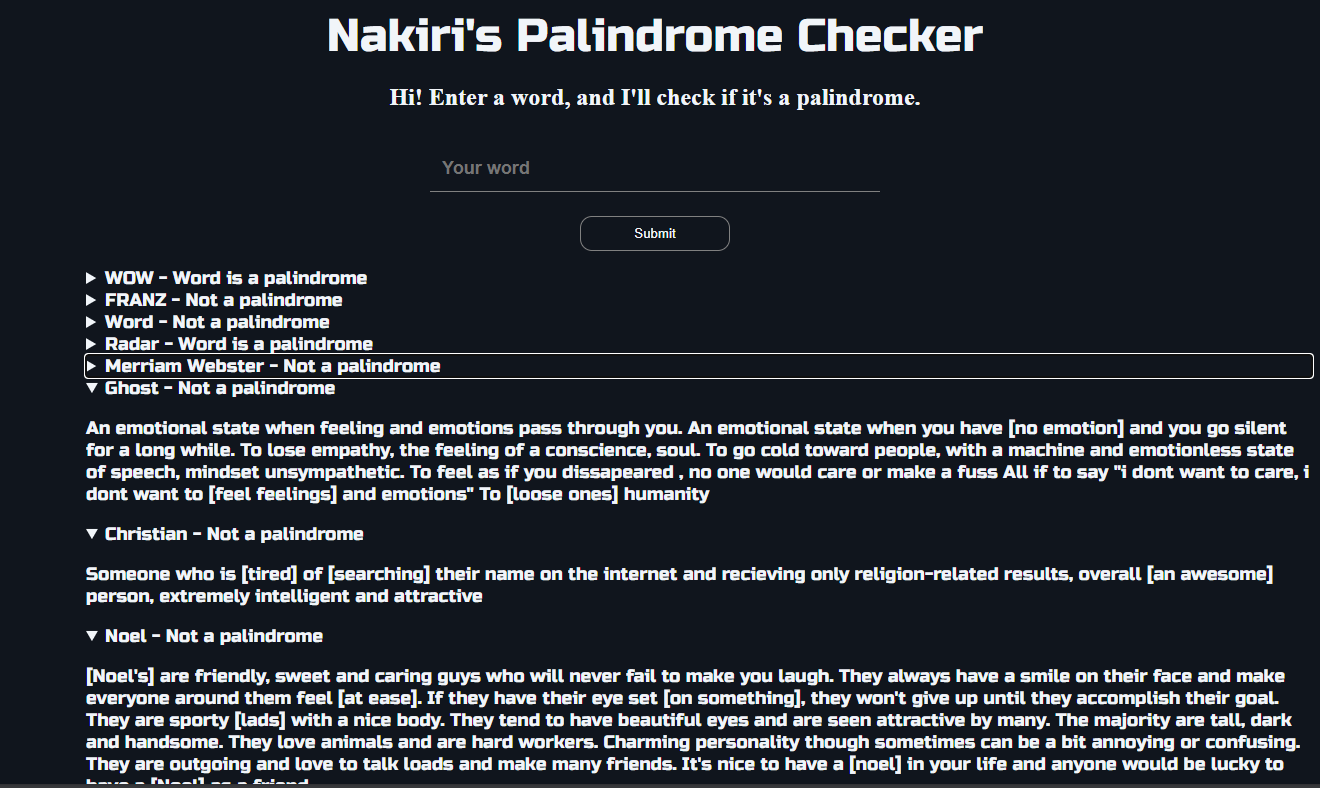 Nakiri's Palindrome Checker
Hi! Enter a word, and I'll check if it's a palindrome.
Your word
Submit
WOW - Word is a palindrome
FRANZ - Not a palindrome
Word - Not a palindrome
Radar - Word is a palindrome
Merriam Webster - Not a palindrome
Ghost - Not a palindrome
An emotional state when feeling and emotions pass through you. An emotional state when you have [no emotion] and you go silent
for a long while. To lose empathy, the feeling of a conscience, soul. To go cold toward people, with a machine and emotionless state
of speech, mindset unsympathetic. To feel as if you dissapeared , no one would care or make a fuss All if to say "i dont want to care, i
dont want to [feel feelings] and emotions" To [loose ones] humanity
Christian - Not a palindrome
Someone who is [tired] of [searching] their name on the internet and recieving only religion-related results, overall [an awesome]
person, extremely intelligent and attractive
Noel - Not a palindrome
[Noel's] are friendly, sweet and caring guys who will never fail to make you laugh. They always have a smile on their face and make
everyone around them feel [at ease]. If they have their eye set [on something], they won't give up until they accomplish their goal.
They are sporty [lads] with a nice body. They tend to have beautiful eyes and are seen attractive by many. The majority are tall, dark
and handsome. They love animals and are hard workers. Charming personality though sometimes can be a bit annoying or confusing.
They are outgoing and love to talk loads and make many friends. It's nice to have a [noel] in your life and anyone would be lucky to
have a [Noel] as a friend